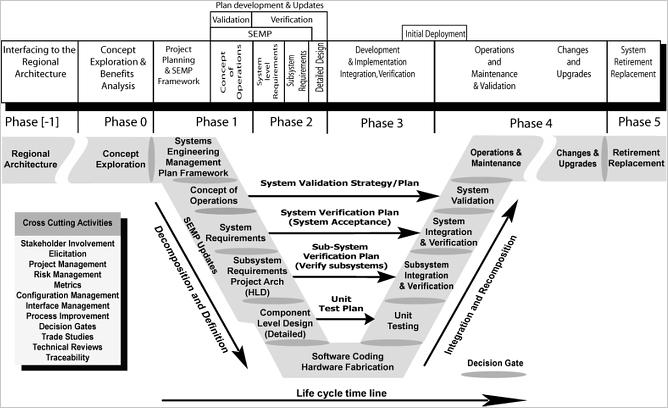 Plan development & Updates
Validation
Verification
SEMP
Initial Deployment
Interfacing to the
Regional
Architecture
Concept
Exploration &
Benefits
Analysis
Project
Planning
& SEMP
Framework
Concept of
Operations
System
level
Requirements
Subsystem
Requirements
Detailed Design
Development
& Implementation
Integration, Verification
Operations
and
Maintenance
& Validation
Changes
and
Upgrades
System
Retirement
Replacement
Phase [-1]
Phase 0
Phase 1
Phase 2
Phase 3
Phase 4
Phase 5
Regional
Architecture
Concept
Exploration
Systems
Engineering
Management
Plan Framework
Operations &
Maintenance
Changes &
Upgrades
Retirement
Replacement
Concept of
Operations
System Validation Strategy/Plan
System
Validation
System
Requirements
System Verification Plan
(System Acceptance)
System
Integration
& Verification
SEMP Updates
Subsystem
Requirements
Project Arch
(HLD)
Sub-System
Verification Plan
(Verify subsystems)
Subsystem
Integration
& Verification
Component
Level Design
(Detailed)
Unit
Test Plan
Unit
Testing
Software Coding
Hardware Fabrication
Decomposition and Definition
Integration and Recomposition
Cross Cutting Activities
Stakeholder Involvement
Elicitation
Project Management
Risk Management
Metrics
Configuration Management
Interface Management
Process Improvement
Decision Gates
Trade Studies
Technical Reviews
Traceability
Decision Gate
Life cycle time line